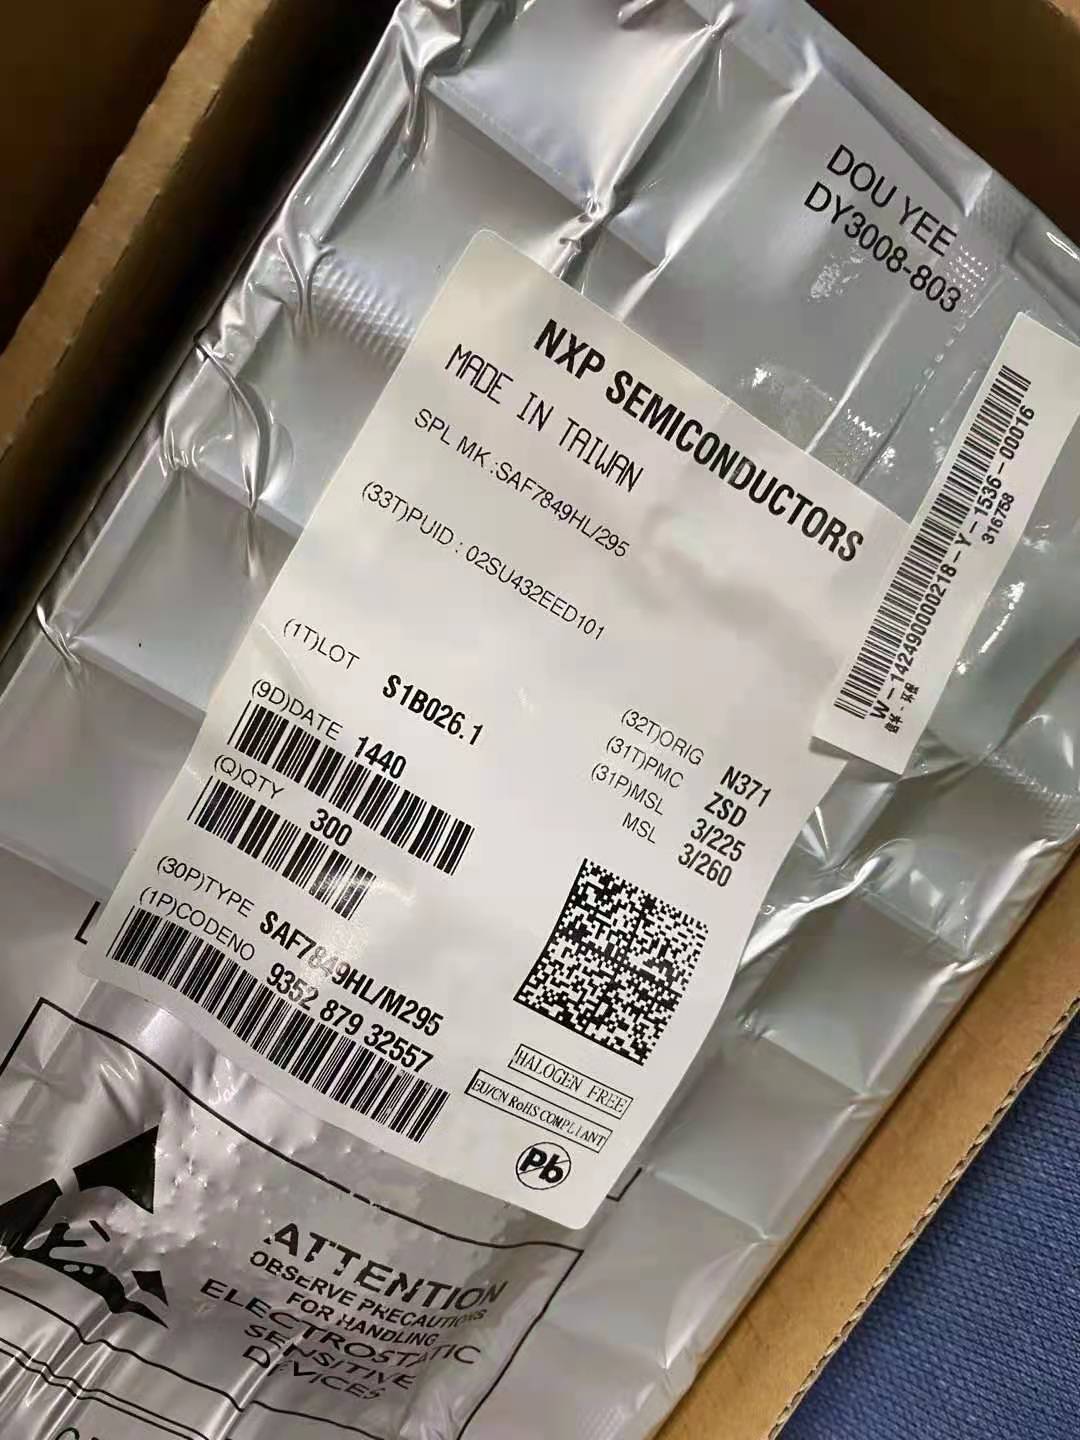 DOU YEE
DY3008-803
NXP SEMICONDUCTORS
MADE IN TAIWAN
SPL MK.:SAF7849HL/295
(33T)PUID : 02SU432EED101
(1T)LOT S1B026.1
(9D)DATE 1440
(Q)QTY 300
(30P)TYPE SAF7849HL/M295
(1P)CODENO 9352 879 32557
(32T)ORIG N371
(31T)PMC ZSD
(31P)MSL 3/225
MSL 3/260
HALOGEN FREE
EU/CN RoHS COMPLIANT
Pb
W-142490000218-Y-1536-00016
316758
ATTENTION
OBSERVE PRECAUTIONS
FOR HANDLING
ELECTROSTATIC
SENSITIVE
DEVICES